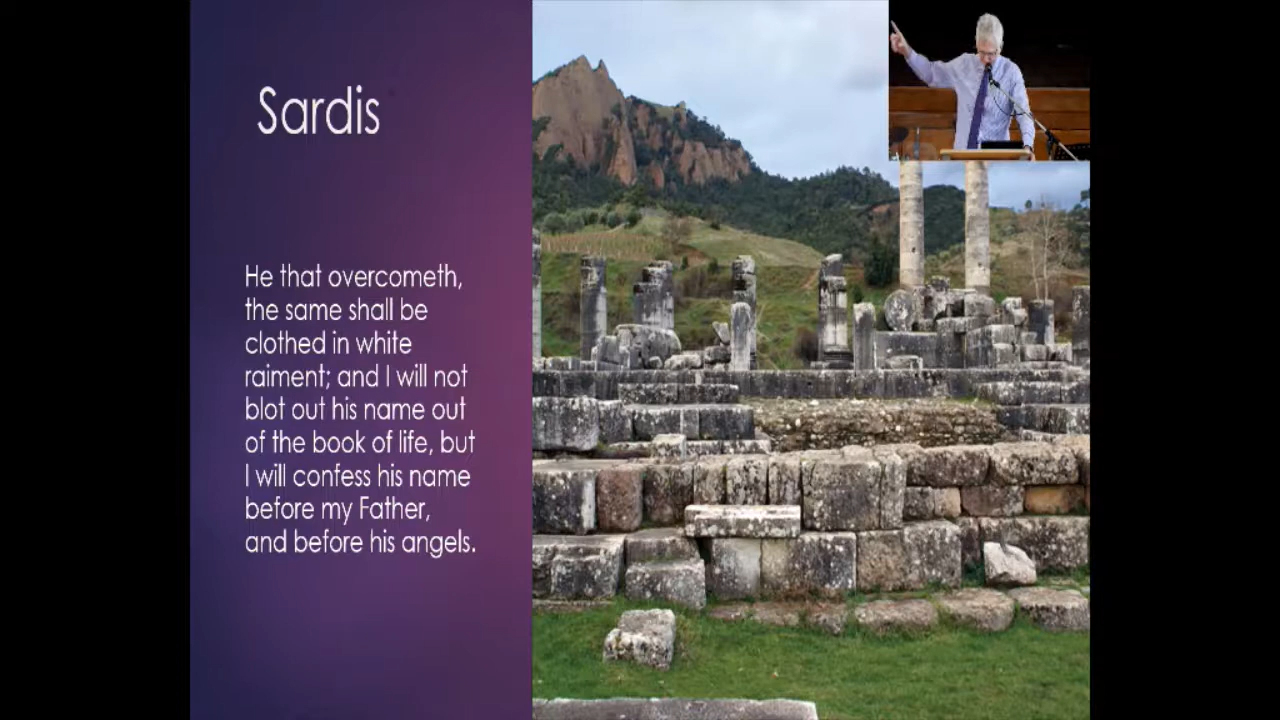 Sardis
He that overcometh,
the same shall be
clothed in white
raiment; and I will not
blot out his name out
of the book of life, but
I will confess his name
before my Father,
and before his angels.